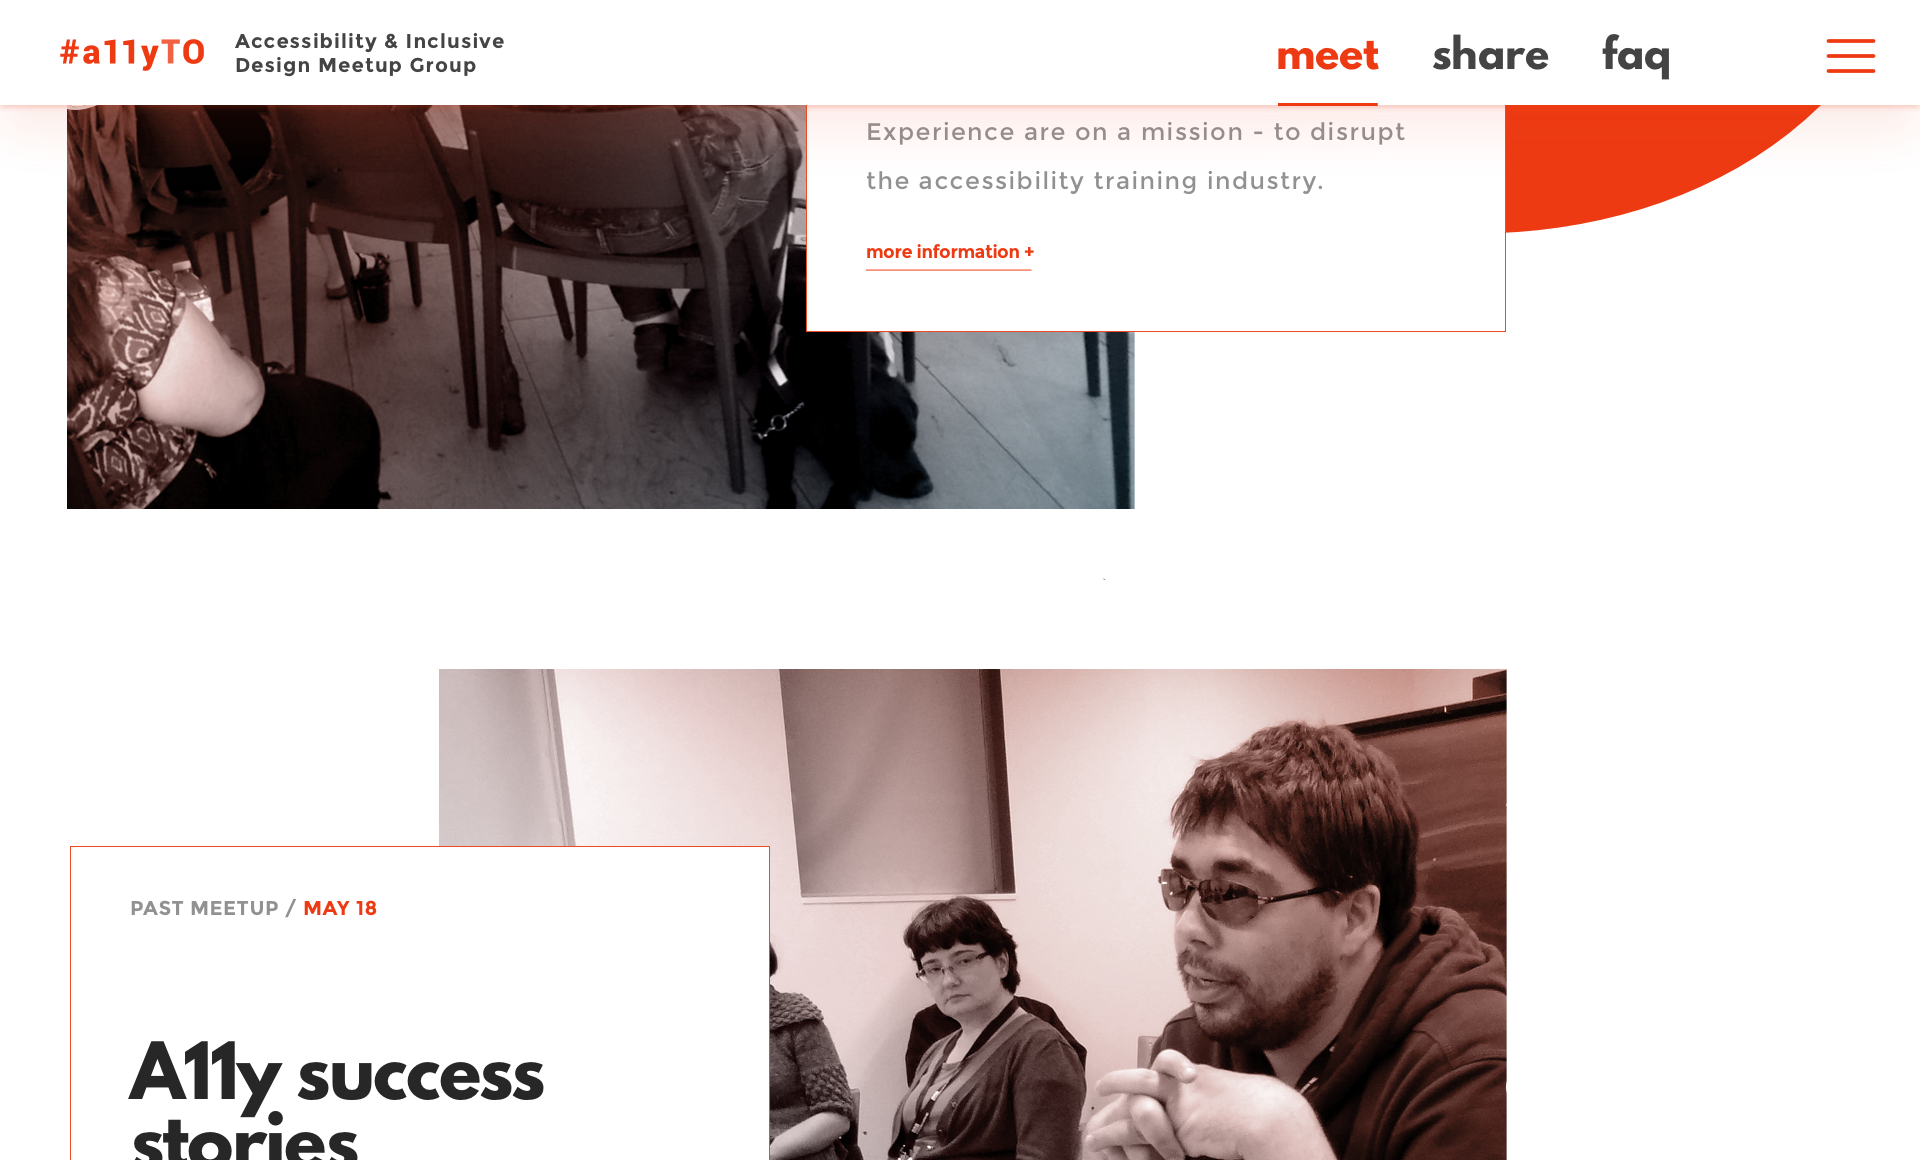 #a11yTO
Accessibility & Inclusive
Design Meetup Group
meet
share
faq
Experience are on a mission - to disrupt
the accessibility training industry.
more information +
PAST MEETUP / MAY 18
A11y success
stories